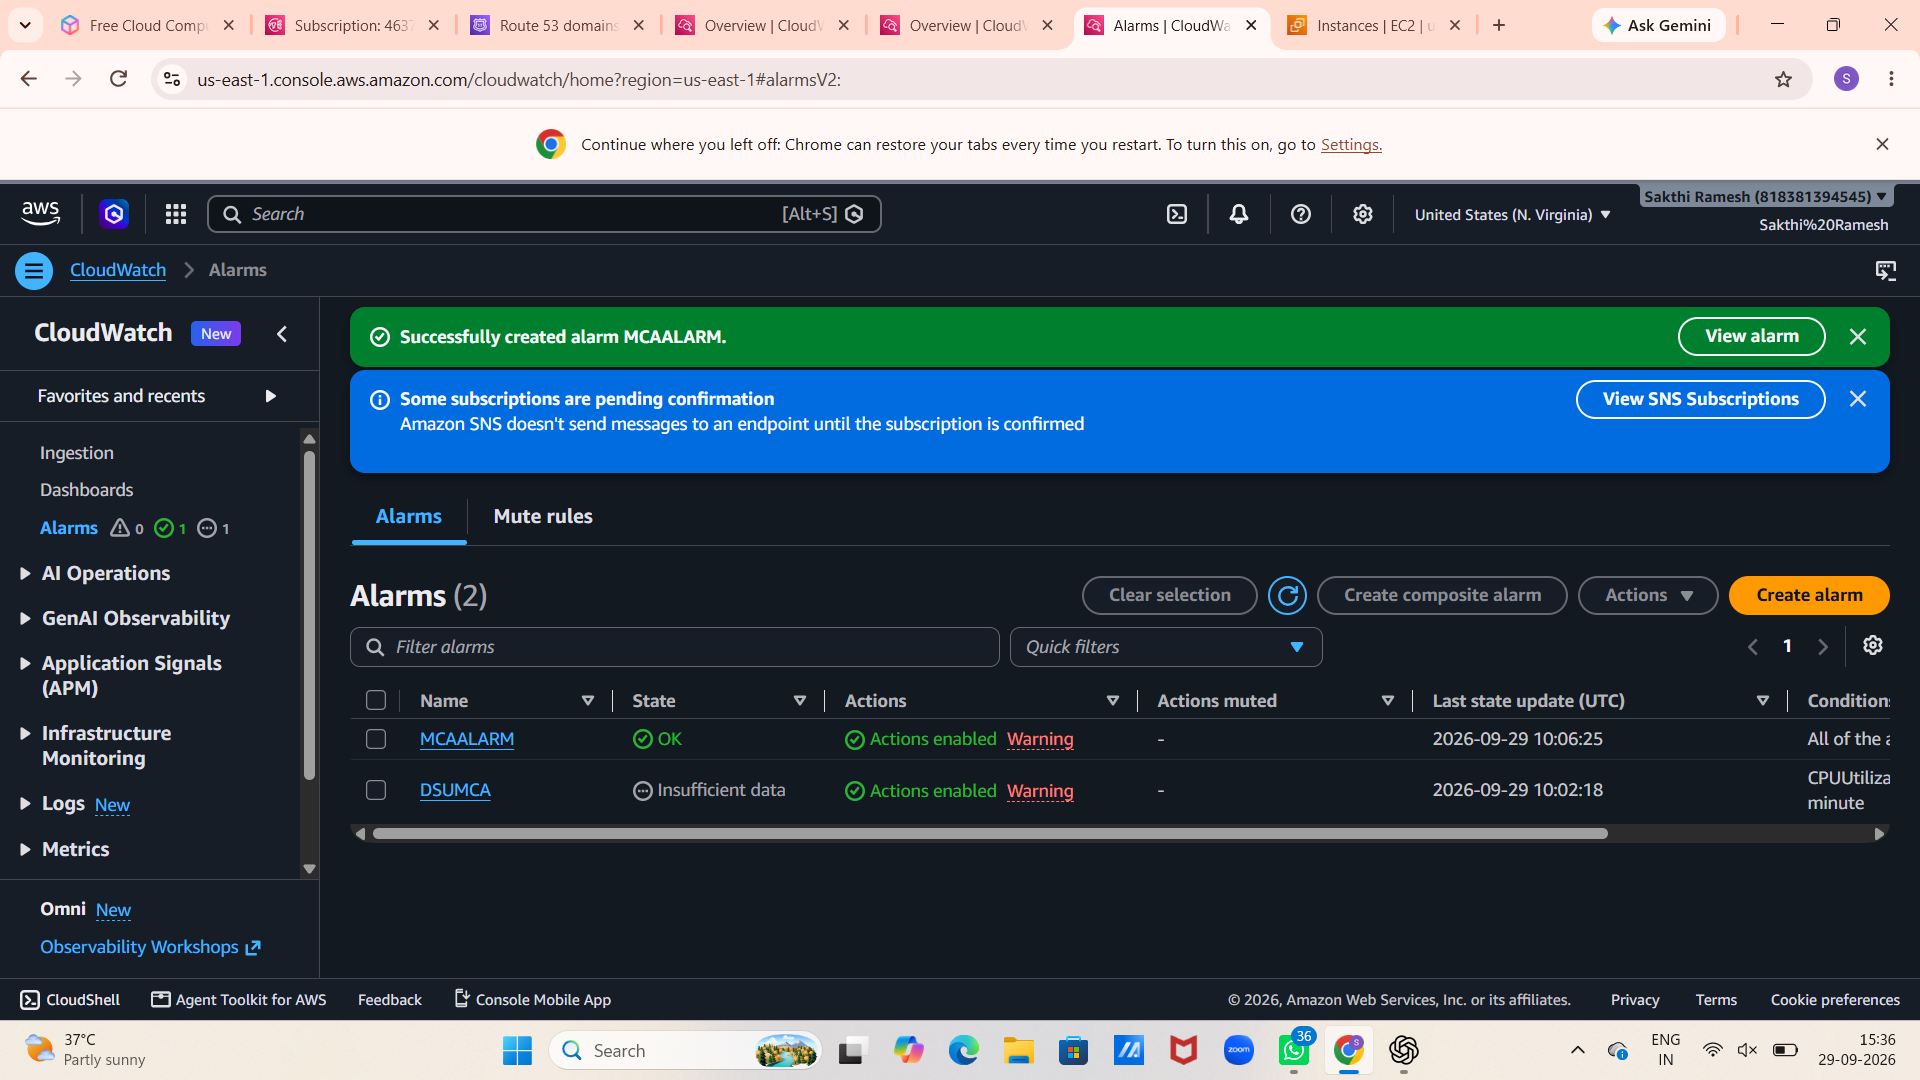 Free Cloud Compu
Subscription: 4637
Route 53 domains
Overview | CloudW
Overview | CloudW
Alarms | CloudWa
Instances | EC2 | u
Ask Gemini
us-east-1.console.aws.amazon.com/cloudwatch/home?region=us-east-1#alarmsV2:
S
Continue where you left off: Chrome can restore your tabs every time you restart. To turn this on, go to Settings.
aws
Search
[Alt+S]
United States (N. Virginia)
Sakthi Ramesh (818381394545)
Sakthi%20Ramesh
CloudWatch
Alarms
CloudWatch
New
Favorites and recents
Ingestion
Dashboards
Alarms 0 1 1
AI Operations
GenAI Observability
Application Signals
(APM)
Infrastructure
Monitoring
Logs New
Metrics
Omni New
Observability Workshops
Successfully created alarm MCAALARM.
View alarm
Some subscriptions are pending confirmation
Amazon SNS doesn't send messages to an endpoint until the subscription is confirmed
View SNS Subscriptions
Alarms
Mute rules
Alarms (2)
Clear selection
Create composite alarm
Actions
Create alarm
Filter alarms
Quick filters
1
Name
State
Actions
Actions muted
Last state update (UTC)
Conditions
MCAALARM
OK
Actions enabled Warning
-
2026-09-29 10:06:25
All of the a
DSUMCA
Insufficient data
Actions enabled Warning
-
2026-09-29 10:02:18
CPUUtiliza
minute
CloudShell
Agent Toolkit for AWS
Feedback
Console Mobile App
© 2026, Amazon Web Services, Inc. or its affiliates.
Privacy
Terms
Cookie preferences
37°C
Partly sunny
Search
zoom
36
S
ENG
IN
15:36
29-09-2026